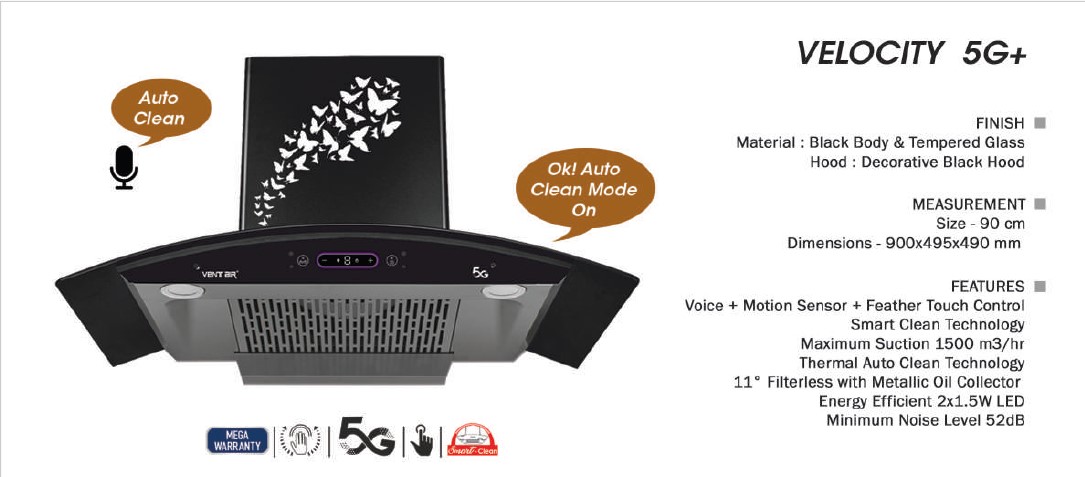 VELOCITY 5G+
Auto
Clean
Ok! Auto
Clean Mode
On
FINISH
Material : Black Body & Tempered Glass
Hood : Decorative Black Hood
MEASUREMENT
Size - 90 cm
Dimensions - 900x495x490 mm
FEATURES
Voice + Motion Sensor + Feather Touch Control
Smart Clean Technology
Maximum Suction 1500 m3/hr
Thermal Auto Clean Technology
11° Filterless with Metallic Oil Collector
Energy Efficient 2x1.5W LED
Minimum Noise Level 52dB
- 8 +
5G
MEGA
WARRANTY
5G
Smart-Clean